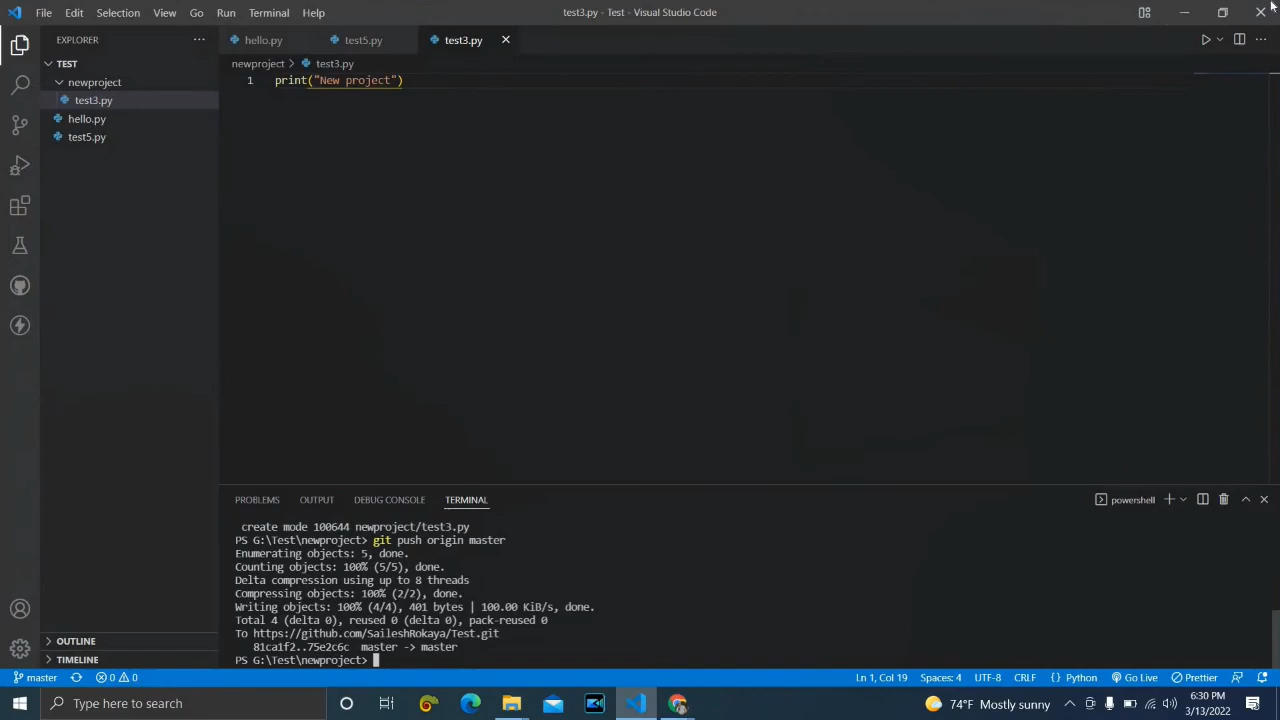 File Edit Selection View Go Run Terminal Help
test3.py - Test - Visual Studio Code
EXPLORER
hello.py
test5.py
test3.py
TEST
newproject
test3.py
hello.py
test5.py
newproject > test3.py
1 print("New project")
PROBLEMS OUTPUT DEBUG CONSOLE TERMINAL
powershell
create mode 100644 newproject/test3.py
PS G:\Test\newproject> git push origin master
Enumerating objects: 5, done.
Counting objects: 100% (5/5), done.
Delta compression using up to 8 threads
Compressing objects: 100% (2/2), done.
Writing objects: 100% (4/4), 401 bytes | 100.00 KiB/s, done.
Total 4 (delta 0), reused 0 (delta 0), pack-reused 0
To https://github.com/SaileshRokaya/Test.git
81ca1f2..75e2c6c master -> master
PS G:\Test\newproject>
OUTLINE
TIMELINE
master 0 0 Ln 1, Col 19 Spaces: 4 UTF-8 CRLF { } Python Go Live Prettier
Type here to search
74°F Mostly sunny
6:30 PM
3/13/2022